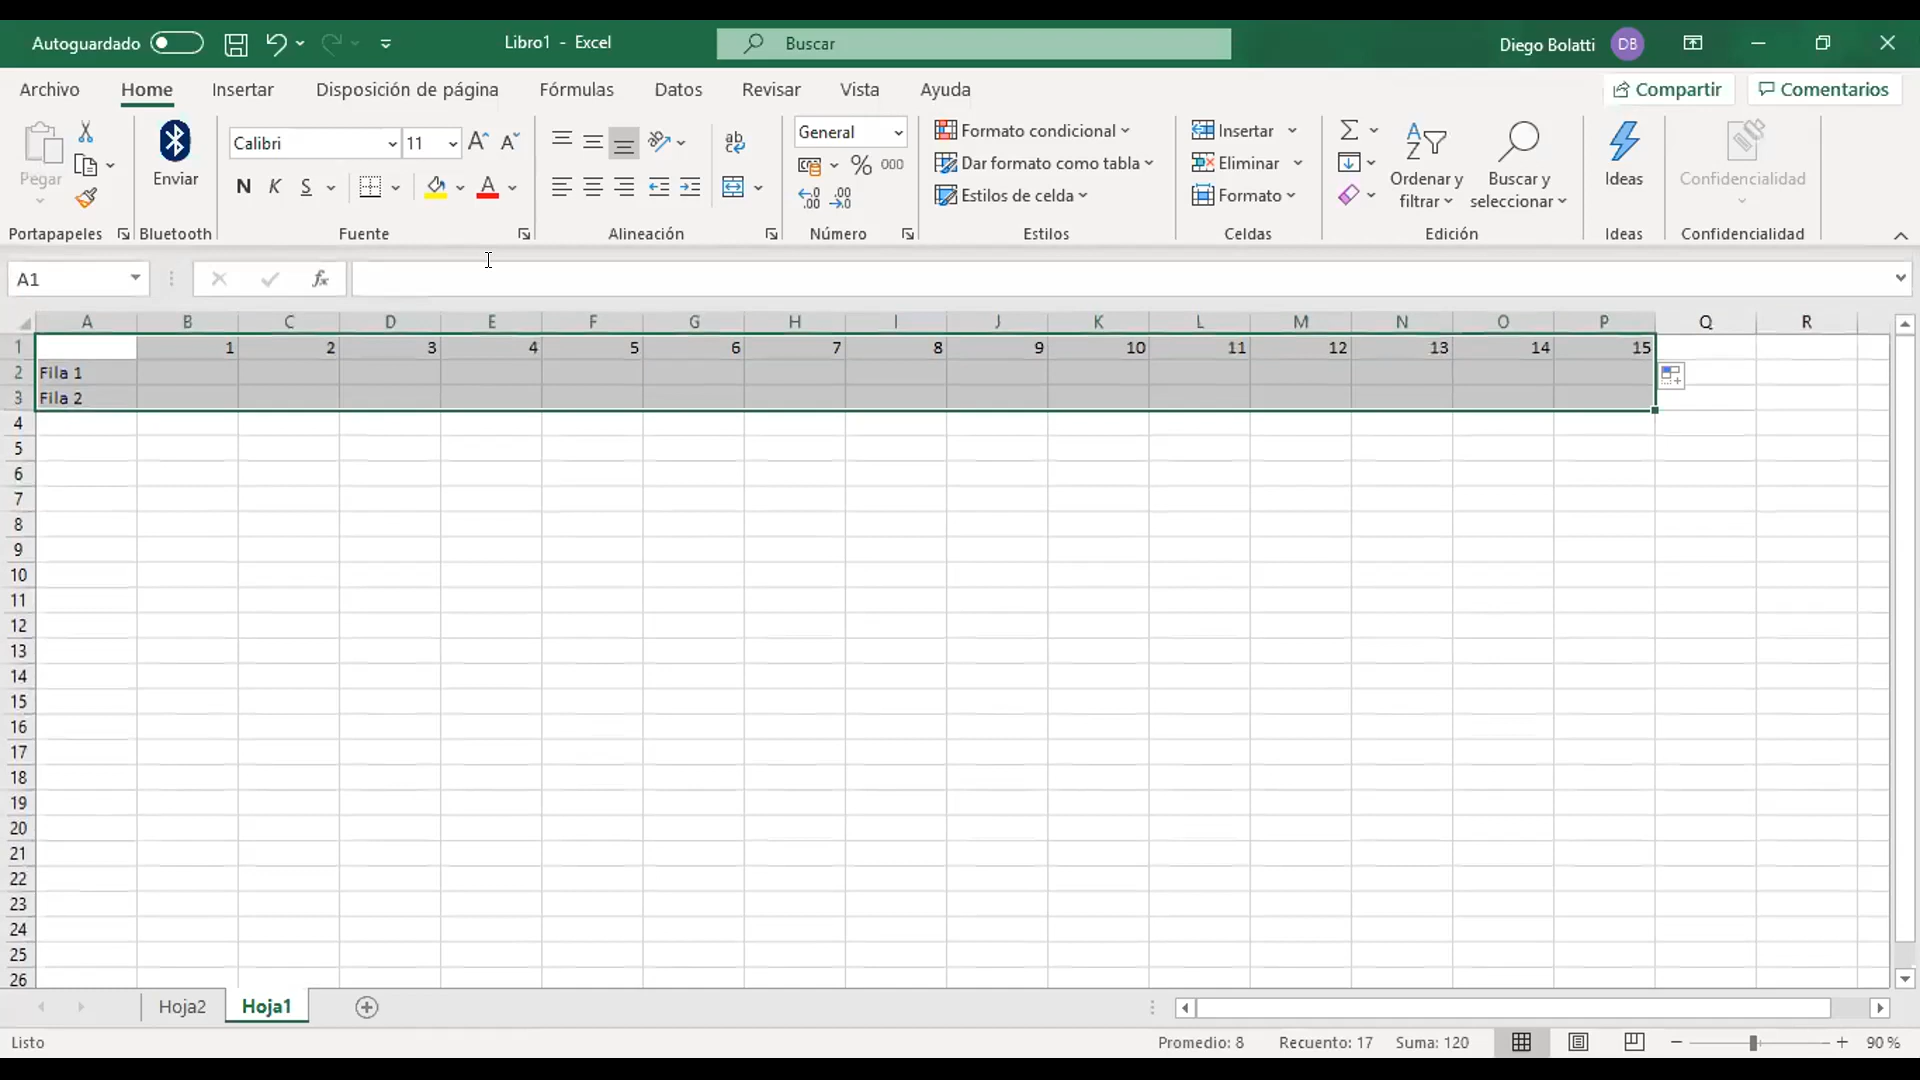 Autoguardado Libro1 - Excel Buscar Diego Bolatti DB
Archivo Home Insertar Disposición de página Fórmulas Datos Revisar Vista Ayuda Compartir Comentarios
Pegar
Portapapeles
Enviar
Bluetooth
Calibri 11
N K S
Fuente
Alineación
General
% 000
Número
Formato condicional
Dar formato como tabla
Estilos de celda
Estilos
Insertar
Eliminar
Formato
Celdas
Ordenar y
filtrar
Buscar y
seleccionar
Edición
Ideas
Ideas
Confidencialidad
Confidencialidad
A1 fx
A B C D E F G H I J K L M N O P Q R
1 1 2 3 4 5 6 7 8 9 10 11 12 13 14 15
2 Fila 1
3 Fila 2
4
5
6
7
8
9
10
11
12
13
14
15
16
17
18
19
20
21
22
23
24
25
26
Hoja2 Hoja1
Listo Promedio: 8 Recuento: 17 Suma: 120 90 %